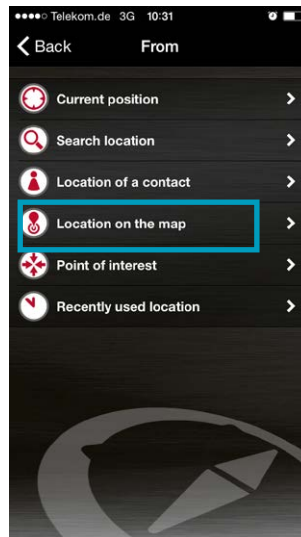 Telekom.de 3G 10:31
Back From
Current position
Search location
Location of a contact
Location on the map
Point of interest
Recently used location